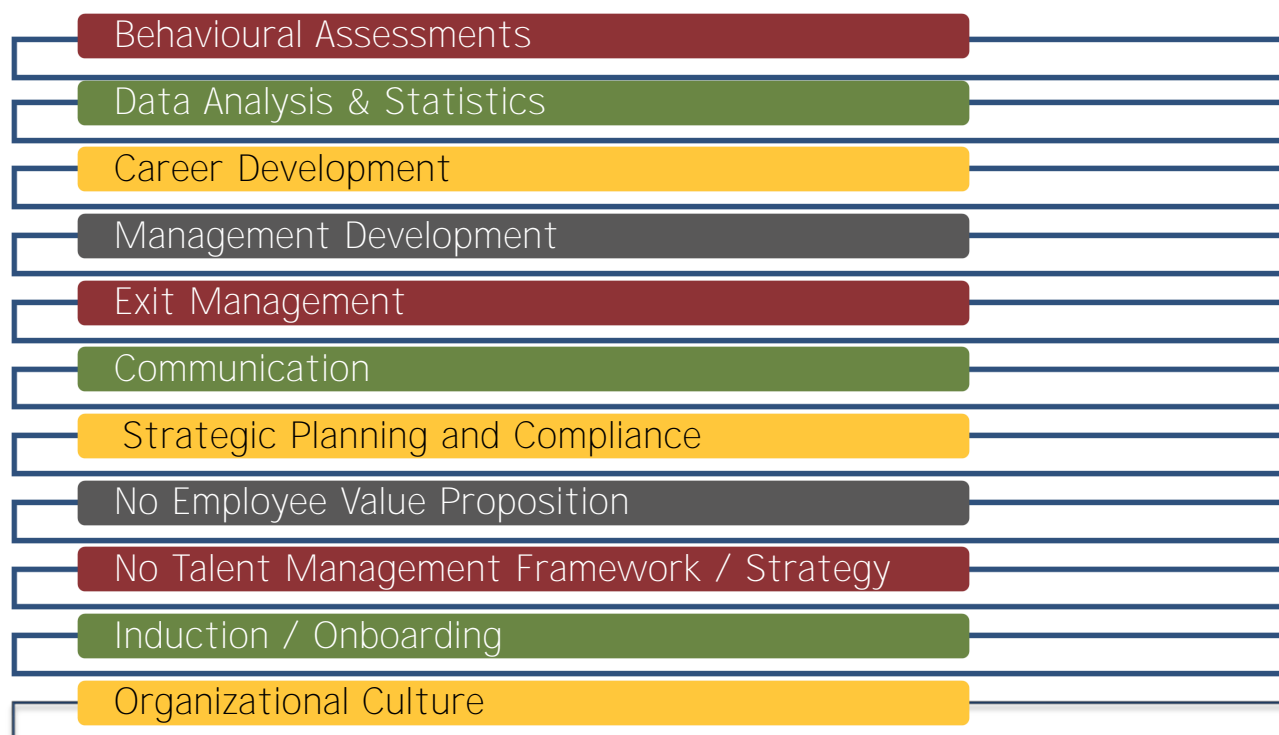 Behavioural Assessments
Data Analysis & Statistics
Career Development
Management Development
Exit Management
Communication
Strategic Planning and Compliance
No Employee Value Proposition
No Talent Management Framework / Strategy
Induction / Onboarding
Organizational Culture